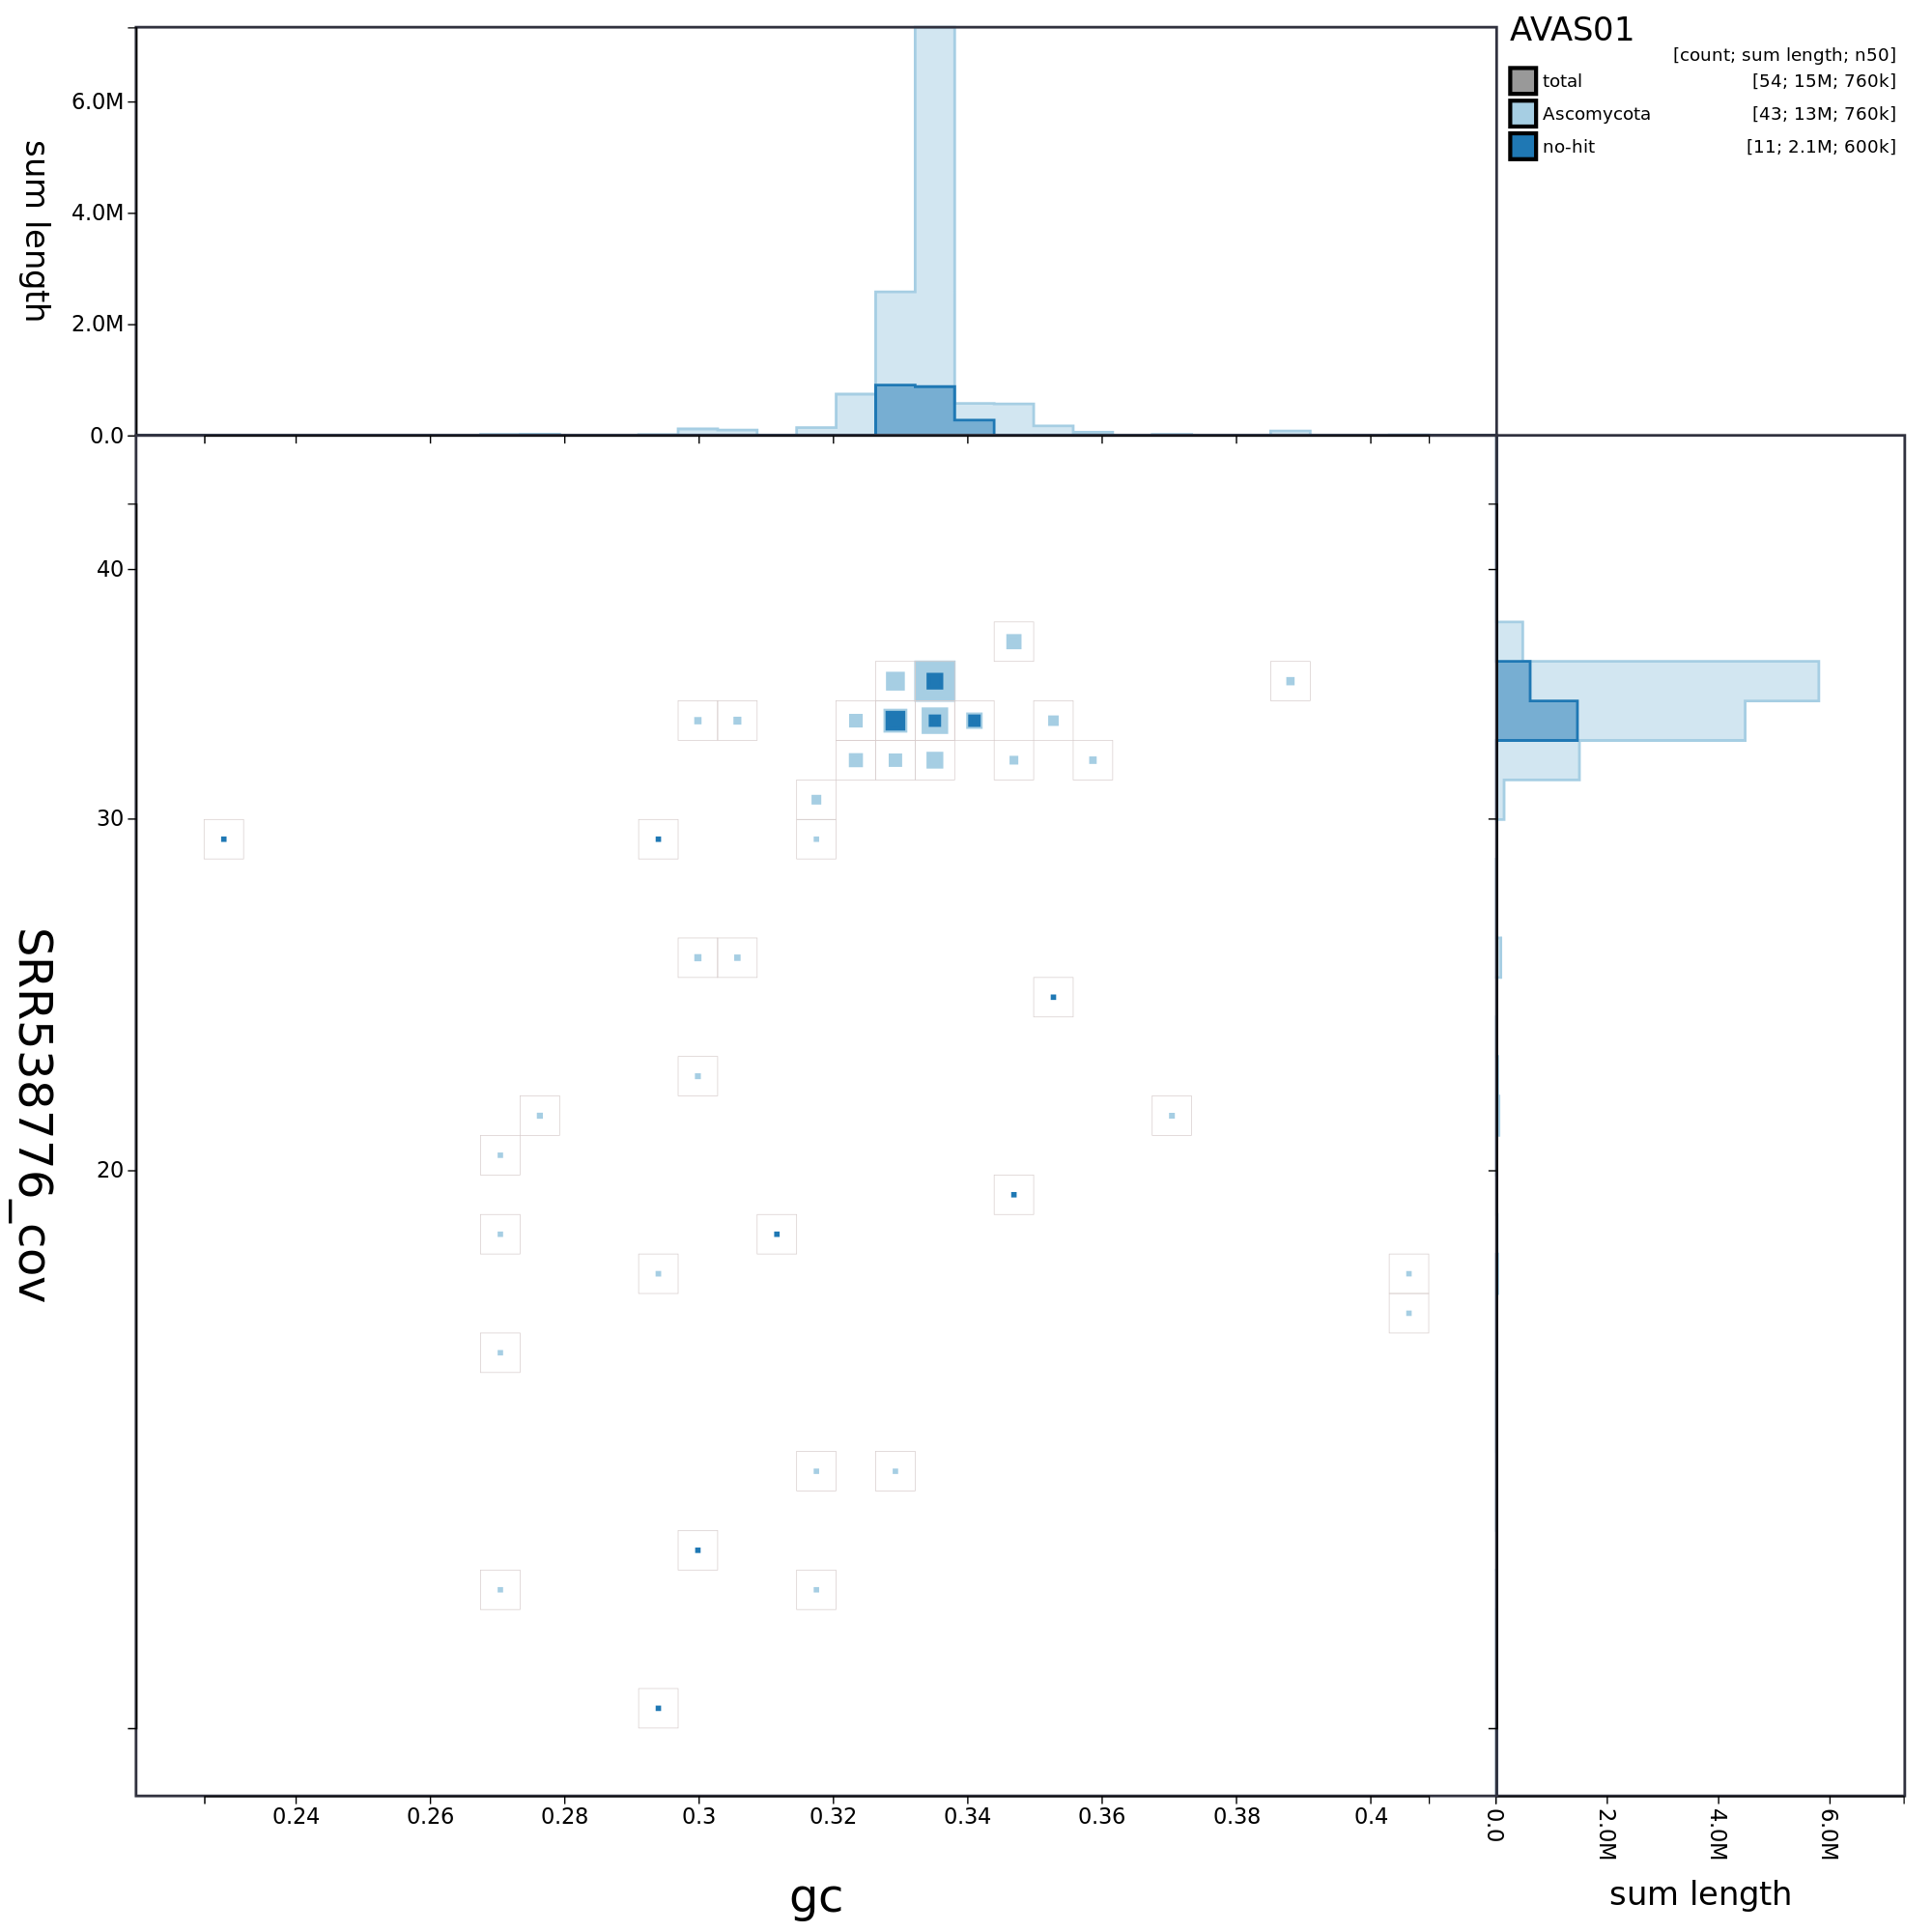 AVAS01
[count; sum length; n50]
total [54; 15M; 760k]
Ascomycota [43; 13M; 760k]
no-hit [11; 2.1M; 600k]
sum length
6.0M
4.0M
2.0M
0.0
SRR538776_cov
40
30
20
0.24 0.26 0.28 0.3 0.32 0.34 0.36 0.38 0.4
gc
0.0 2.0M 4.0M 6.0M
sum length